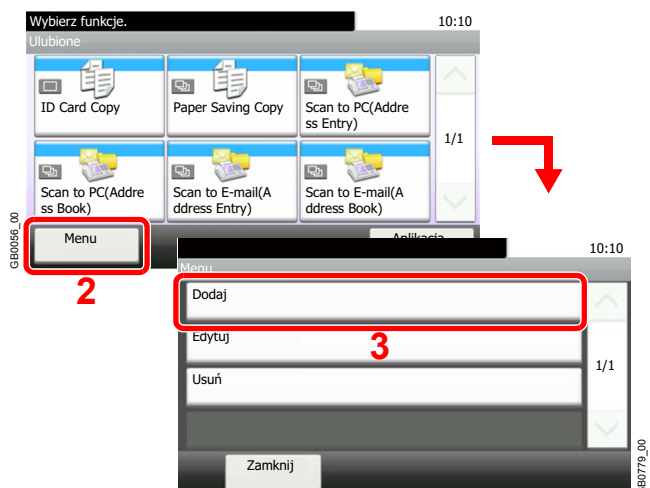 Wybierz funkcje.
10:10
Ulubione
ID Card Copy
Paper Saving Copy
Scan to PC(Addre
ss Entry)
1/1
Scan to PC(Addre
ss Book)
Scan to E-mail(A
ddress Entry)
Scan to E-mail(A
ddress Book)
GB0056_00
Menu
Aplikacja
2
10:10
Menu
Dodaj
Edytuj
3
1/1
Usuń
Zamknij
GB0779_00